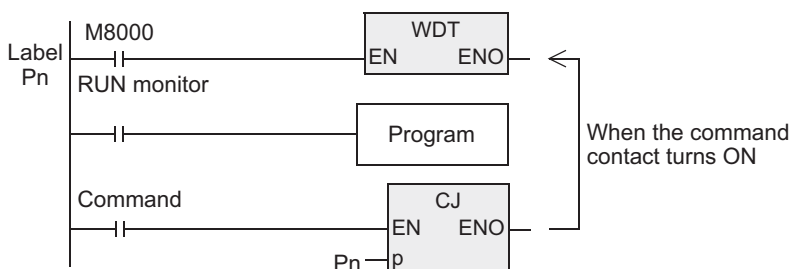 M8000
WDT
Label
Pn
EN ENO
RUN monitor
Program
When the command
contact turns ON
Command
CJ
EN ENO
Pn p